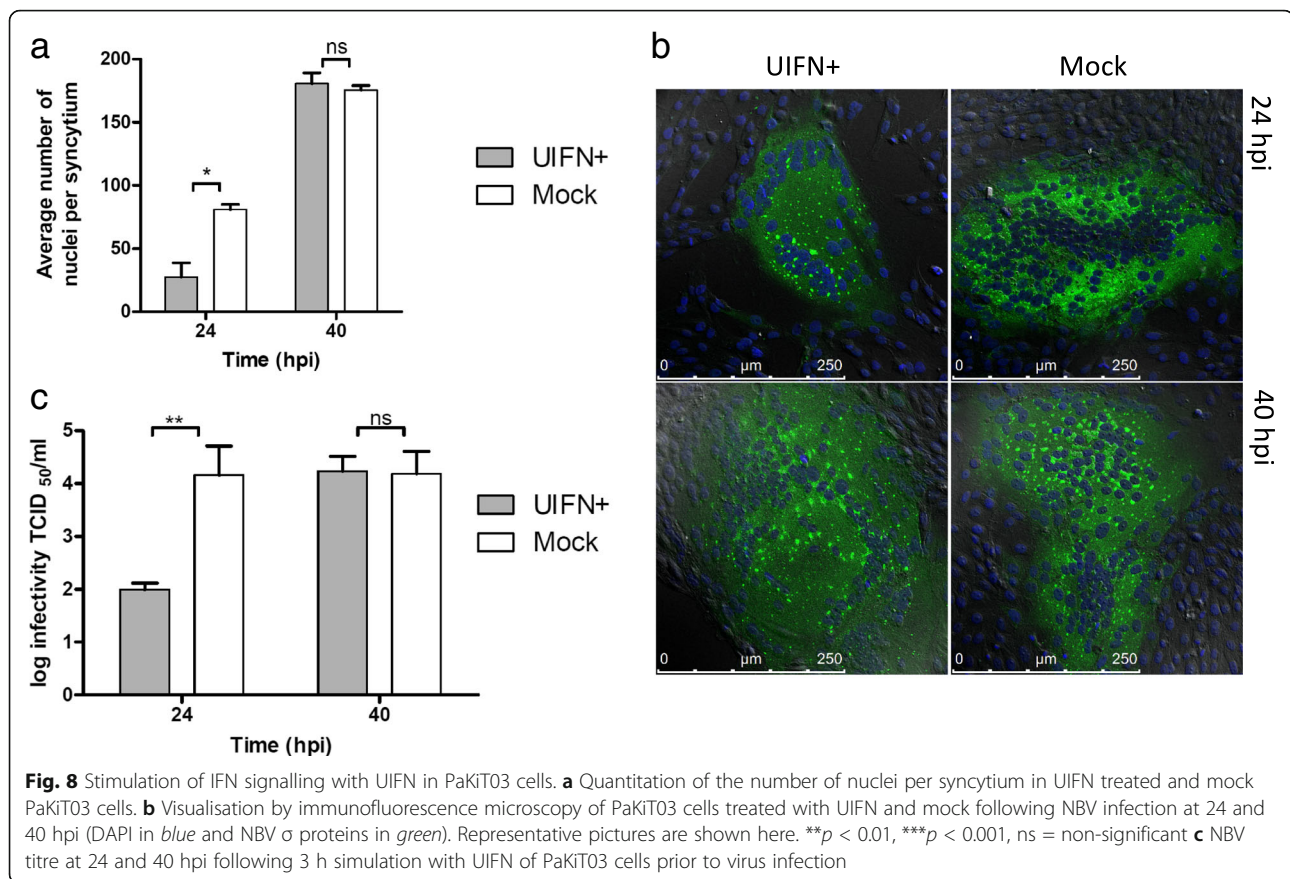 a
200
150
100
50
0
Average number of
nuclei per syncytium
*
ns
24
40
Time (hpi)
UIFN+
Mock
b
UIFN+
Mock
24 hpi
40 hpi
0 µm 250
0 µm 250
0 µm 250
0 µm 250
c
5
4
3
2
1
0
log infectivity TCID 50/ml
**
ns
24
40
Time (hpi)
UIFN+
Mock
Fig. 8 Stimulation of IFN signalling with UIFN in PaKiT03 cells. a Quantitation of the number of nuclei per syncytium in UIFN treated and mock
PaKiT03 cells. b Visualisation by immunofluorescence microscopy of PaKiT03 cells treated with UIFN and mock following NBV infection at 24 and
40 hpi (DAPI in blue and NBV σ proteins in green). Representative pictures are shown here. **p < 0.01, ***p < 0.001, ns = non-significant c NBV
titre at 24 and 40 hpi following 3 h simulation with UIFN of PaKiT03 cells prior to virus infection